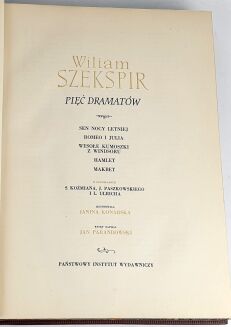 Wiliam
SZEKSPIR
PIĘĆ DRAMATÓW
SEN NOCY LETNIEJ
ROMEO I JULIA
WESOŁE KUMOSZKI
Z WINDSORU
HAMLET
MAKBET
S. KOŹMIANA, J. PASZKOWSKIEGO
I L. ULRICHA
JANINA KONARSKA
JAN PARANDOWSKI
PAŃSTWOWY INSTYTUT WYDAWNICZY